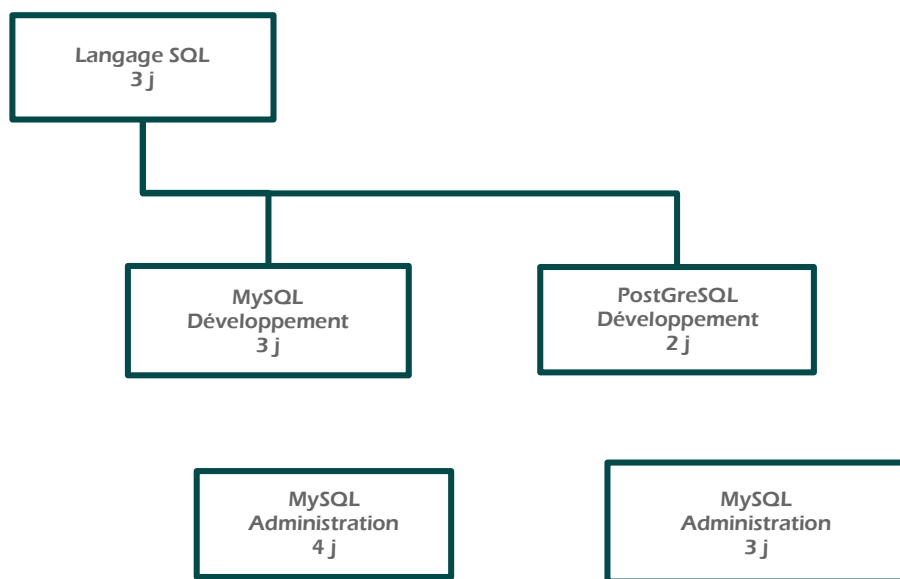 Langage SQL
3 j
MySQL
Développement
3 j
PostGreSQL
Développement
2 j
MySQL
Administration
4 j
MySQL
Administration
3 j